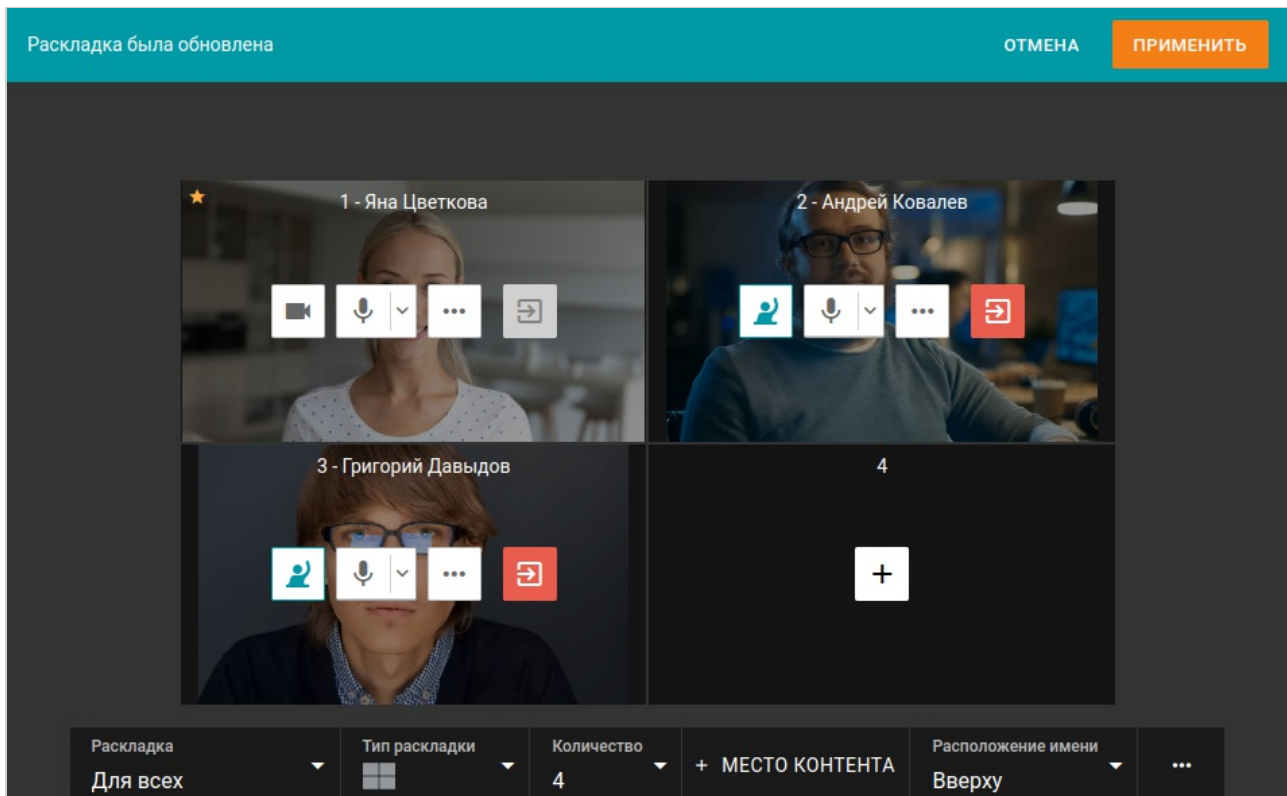 Раскладка была обновлена
ОТМЕНА
ПРИМЕНИТЬ
1 - Яна Цветкова
2 - Андрей Ковалев
3 - Григорий Давыдов
4
Раскладка
Для всех
Тип раскладки
Количество
4
+ МЕСТО КОНТЕНТА
Расположение имени
Вверху